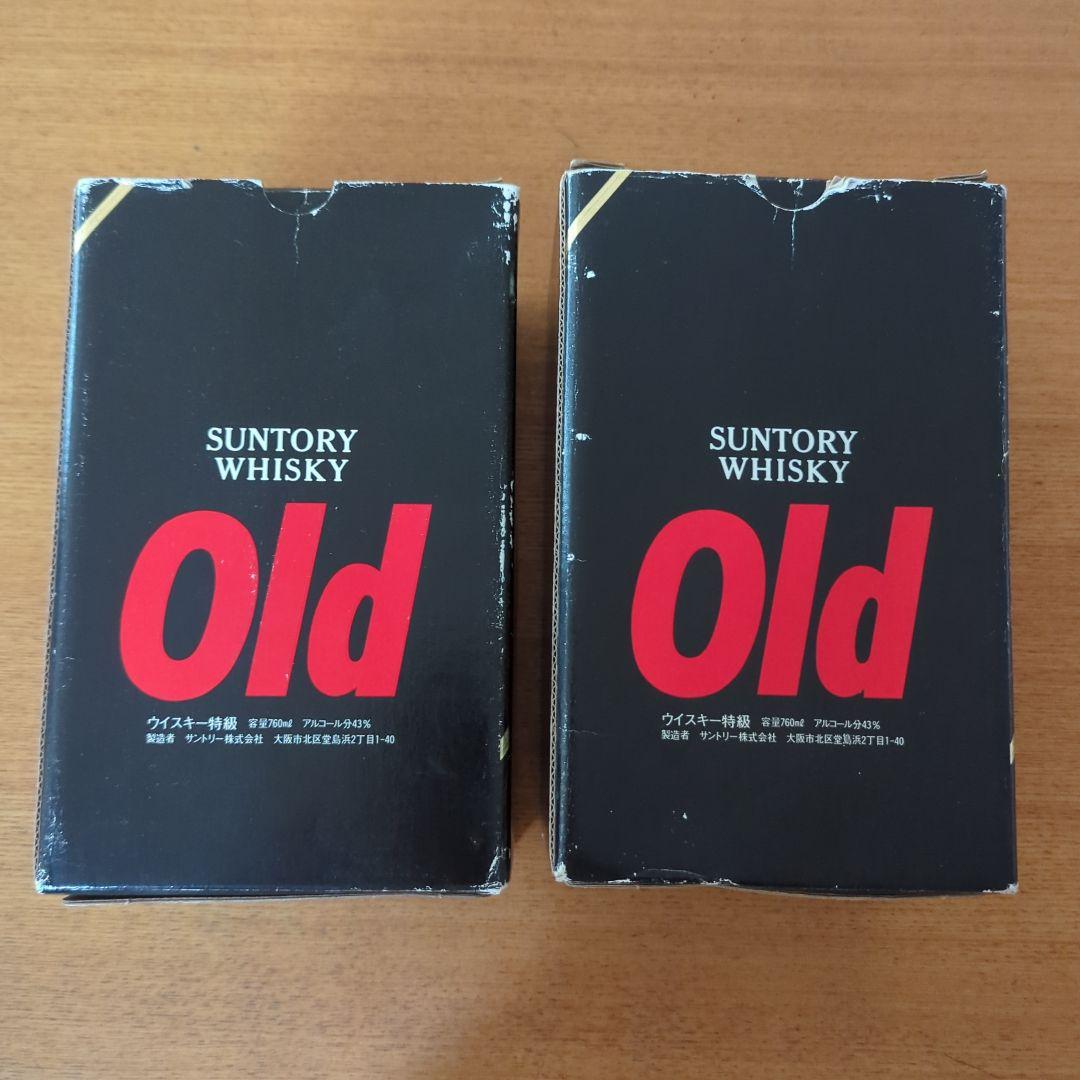 SUNTORY
WHISKY
Old
ウイスキー特級 容量760㎖ アルコール分43%
製造者 サントリー株式会社 大阪市北区堂島浜2丁目1-40
SUNTORY
WHISKY
Old
ウイスキー特級 容量760㎖ アルコール分43%
製造者 サントリー株式会社 大阪市北区堂島浜2丁目1-40